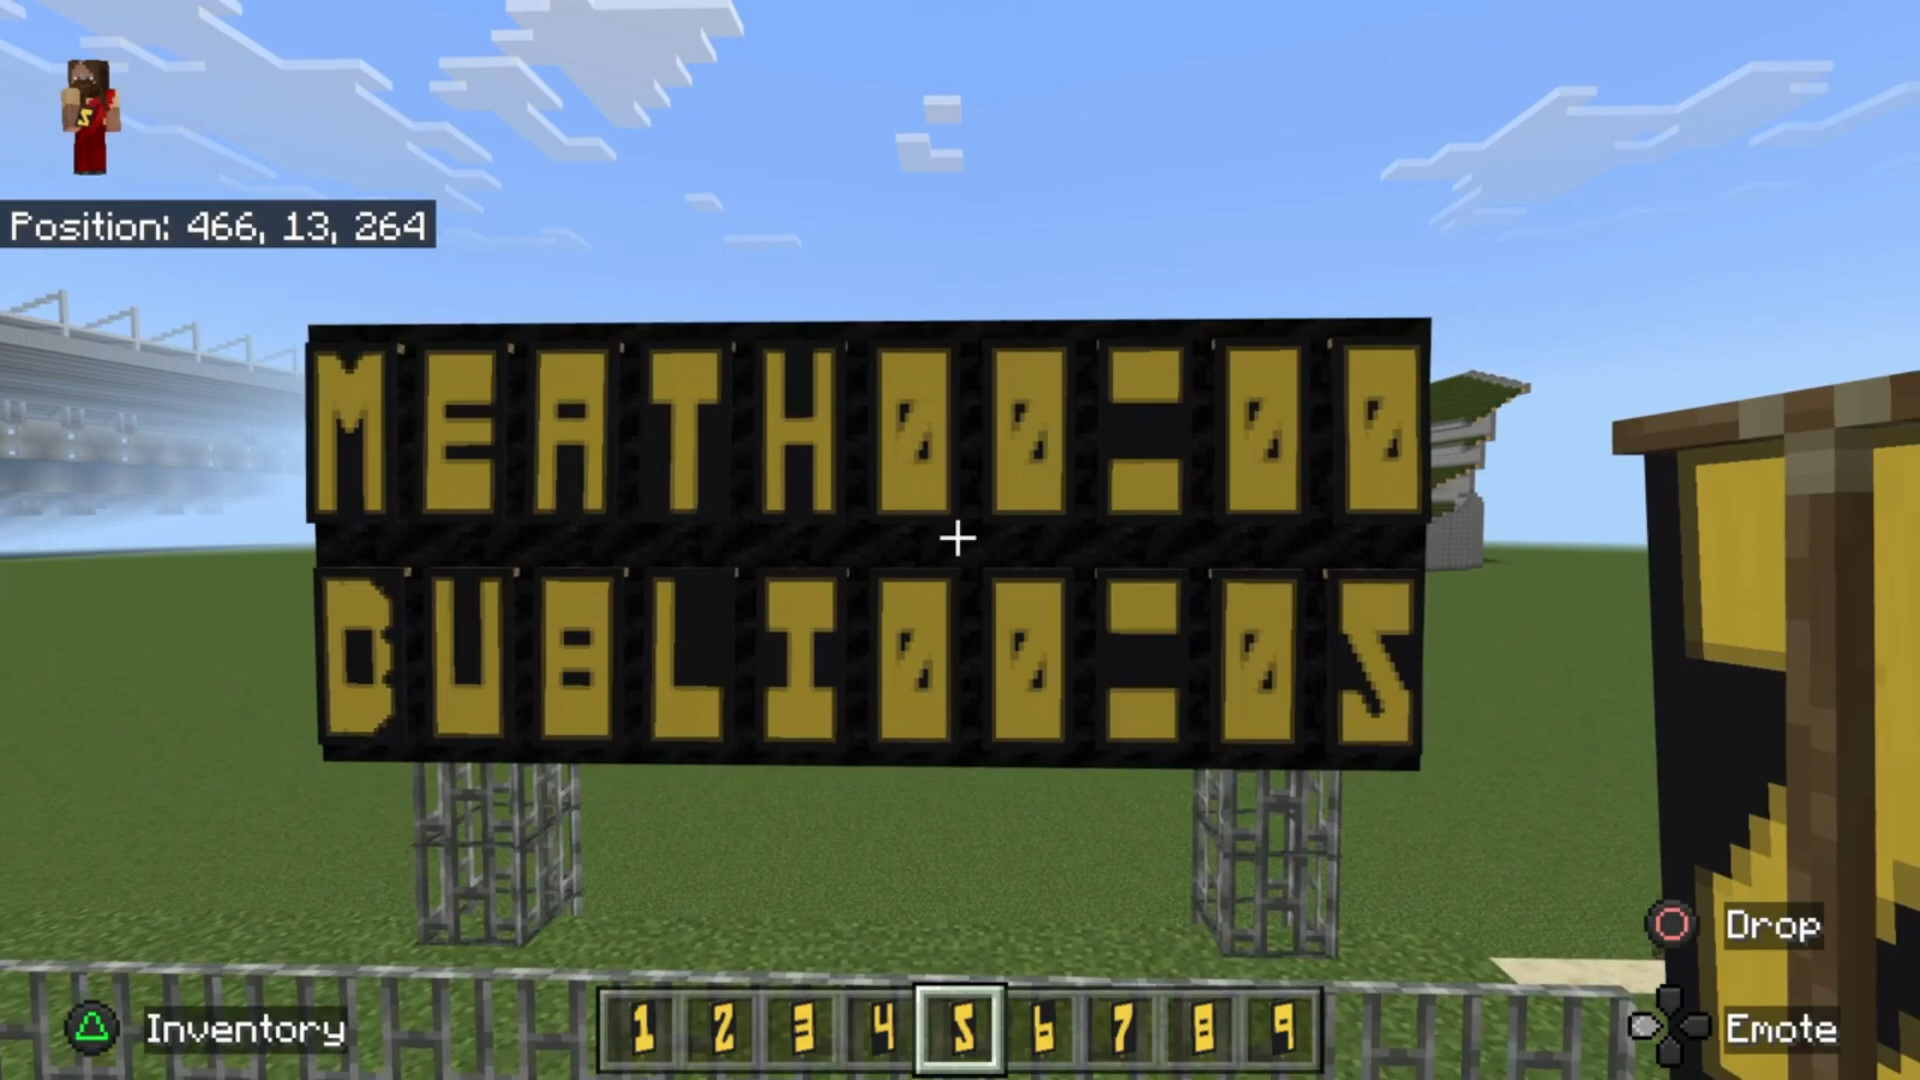 Position: 466, 13, 264
MEATH00=00
DUBLI00=05
Drop
Inventory
1 2 3 4 5 6 7 8 9
Emote